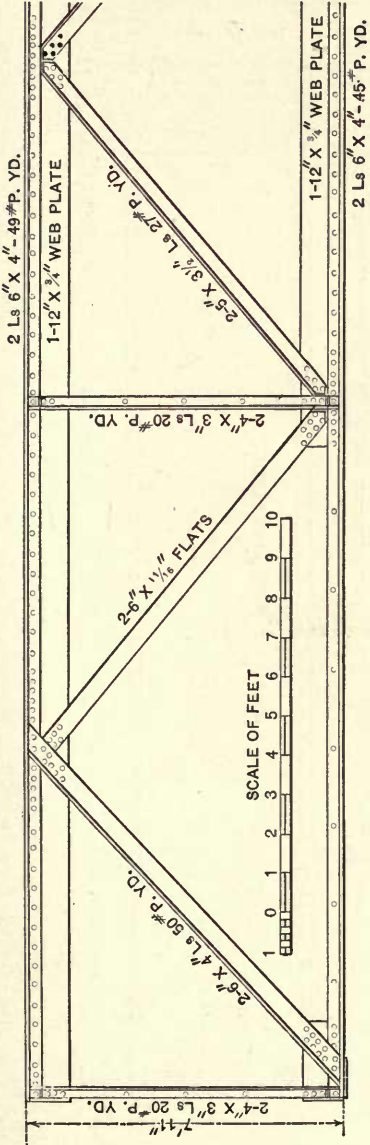 2 Ls 6" X 4"-49# P. YD.
1-12" X 3/4" WEB PLATE
2-5" X 3 1/2" Ls 27# P. YD.
2-4" X 3" Ls 20# P. YD.
2-6" X 11/16" FLATS
2-6" X 4" Ls 50# P. YD.
2-4" X 3" Ls 20# P. YD.
7'11"
SCALE OF FEET
1 0 1 2 3 4 5 6 7 8 9 10
1-12" X 3/4" WEB PLATE
2 Ls 6" X 4"-45# P. YD.